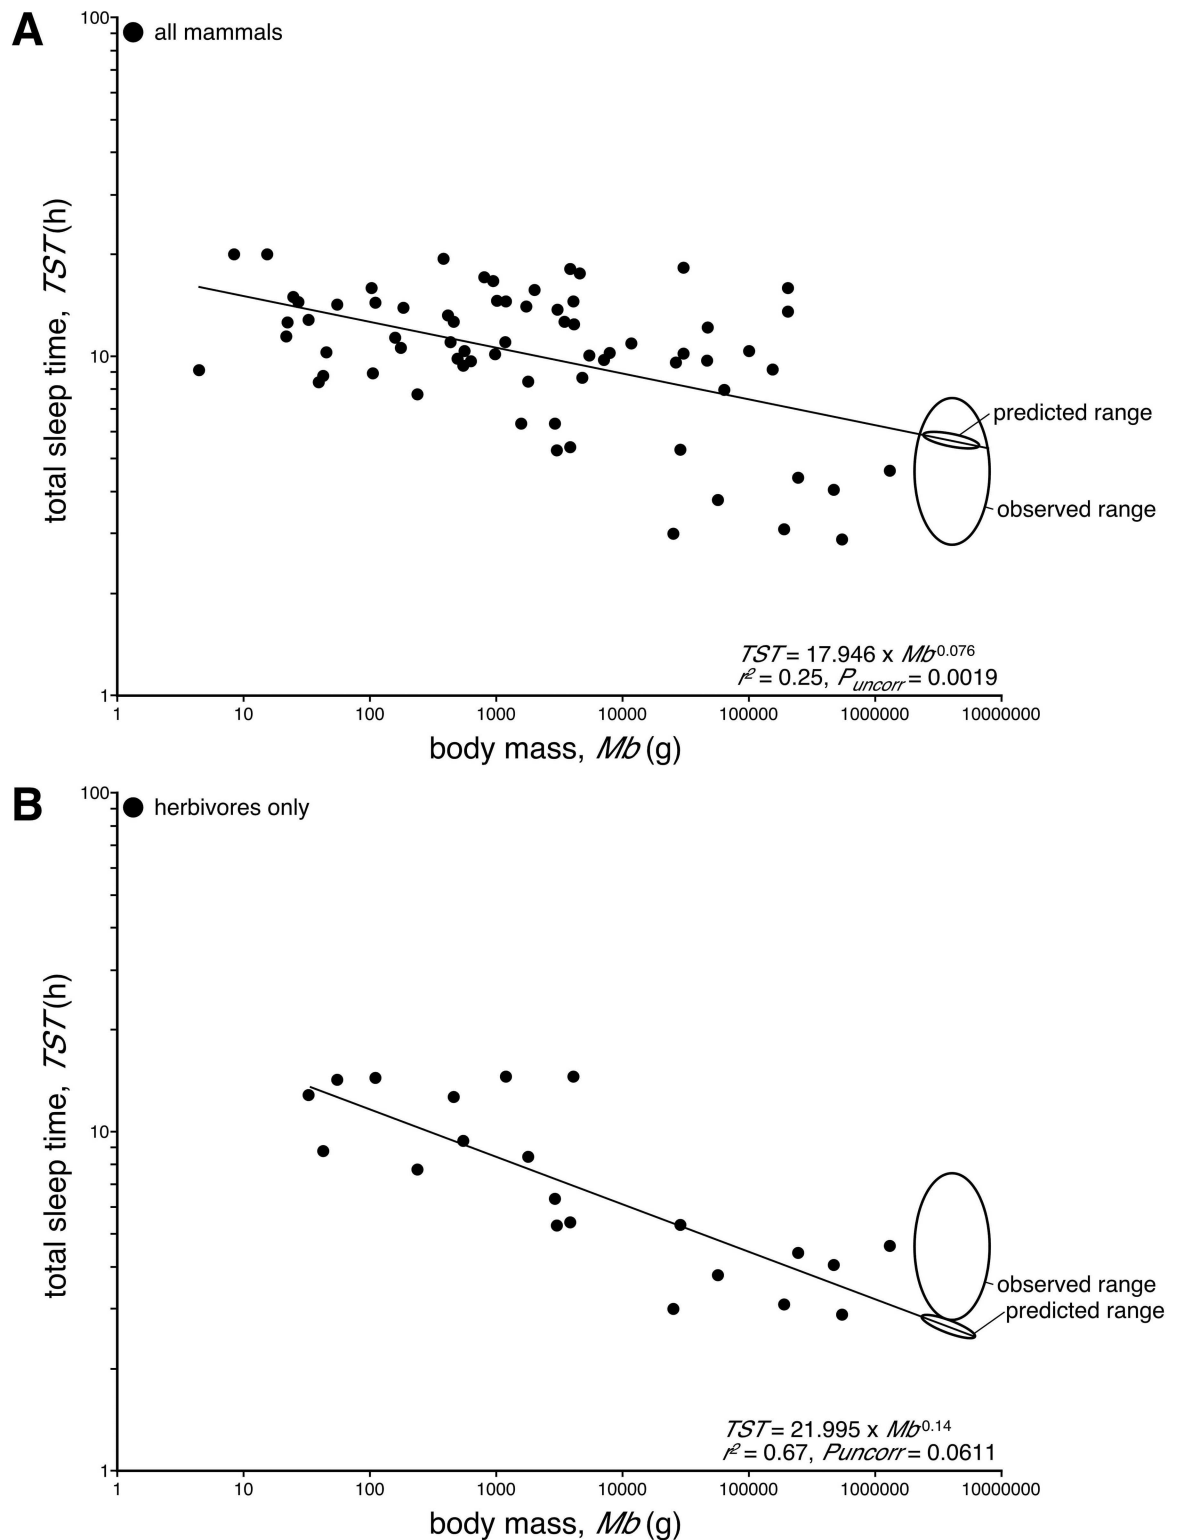 A
100
all mammals
total sleep time, TST (h)
10
predicted range
observed range
TST = 17.946 x Mb-0.076
r2 = 0.25, Puncorr = 0.0019
1
1 10 100 1000 10000 100000 1000000 10000000
body mass, Mb (g)
B
100
herbivores only
total sleep time, TST (h)
10
observed range
predicted range
TST = 21.995 x Mb-0.14
r2 = 0.67, Puncorr = 0.0611
1
1 10 100 1000 10000 100000 1000000 10000000
body mass, Mb (g)